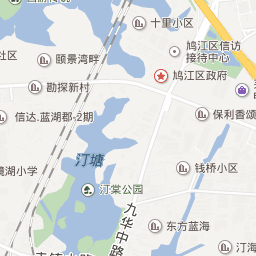 十里小区
社区
颐景湾畔
鸠江区信访
接待中心
鸠江区政府
勘探新村
信达.蓝湖郡-2期
保利香颂
汀塘
镜湖小学
钱桥小区
汀棠公园
九华中路
东方蓝海
汀海